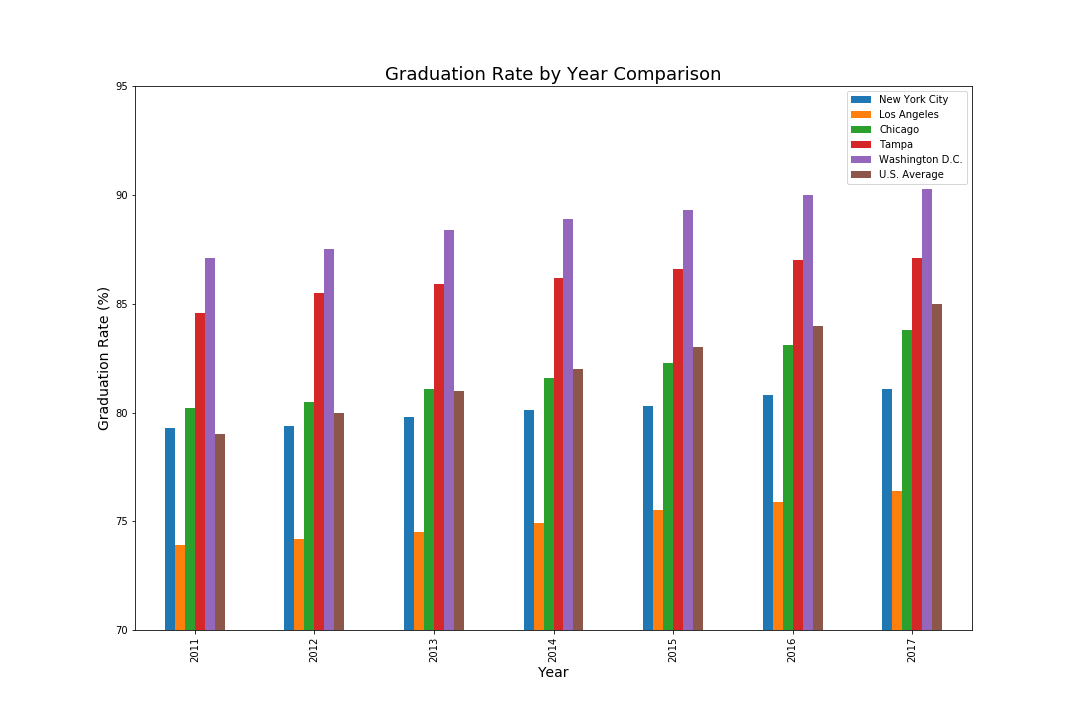 Graduation Rate by Year Comparison
95
90
85
80
75
70
Graduation Rate (%)
New York City
Los Angeles
Chicago
Tampa
Washington D.C.
U.S. Average
2011
2012
2013
2014
2015
2016
2017
Year